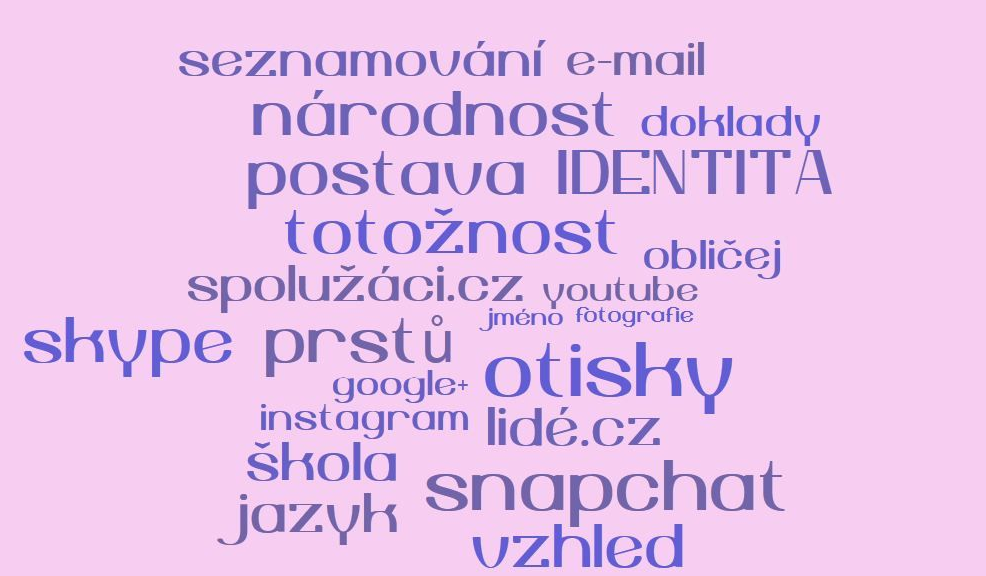 seznamování e-mail
národnost doklady
postava IDENTITA
totožnost obličej
spolužáci.cz youtube
jméno fotografie
skype prstů otisky
google+
instagram lidé.cz
škola snapchat
jazyk vzhled